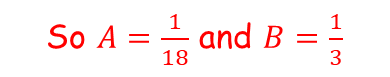 So A = 1/18 and B = 1/3